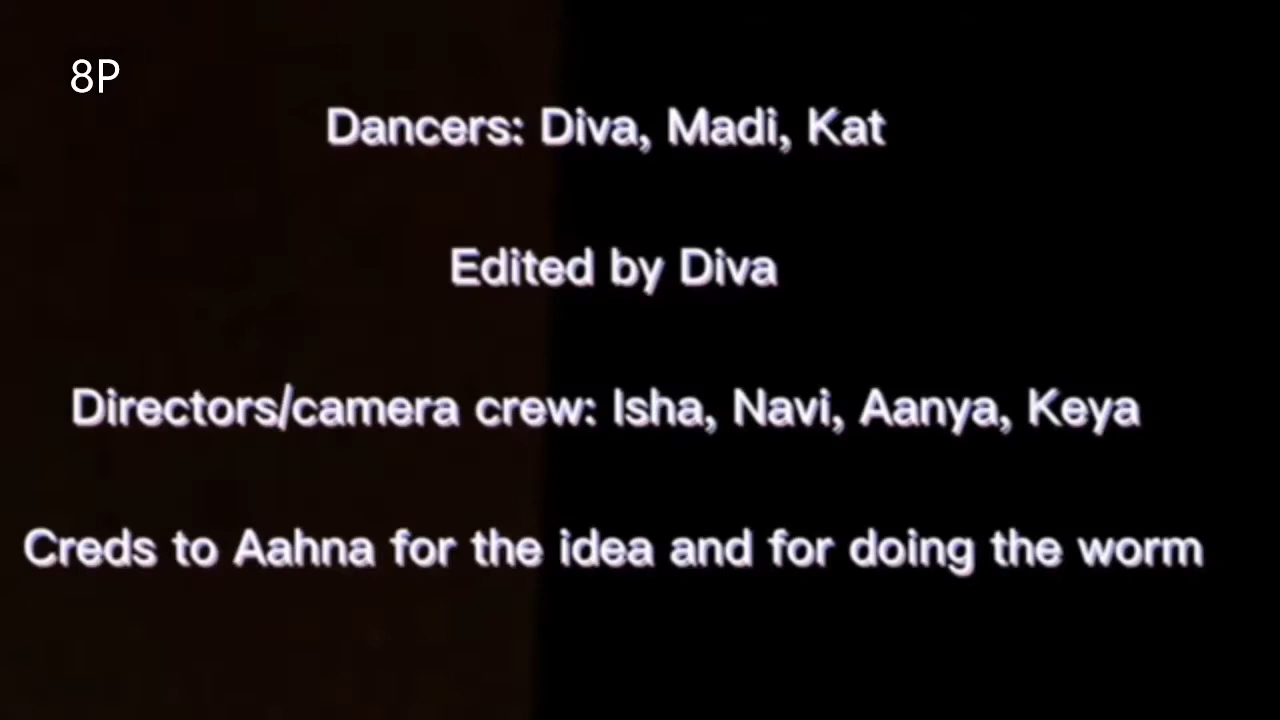 8P
Dancers: Diva, Madi, Kat
Edited by Diva
Directors/camera crew: Isha, Navi, Aanya, Keya
Creds to Aahna for the idea and for doing the worm